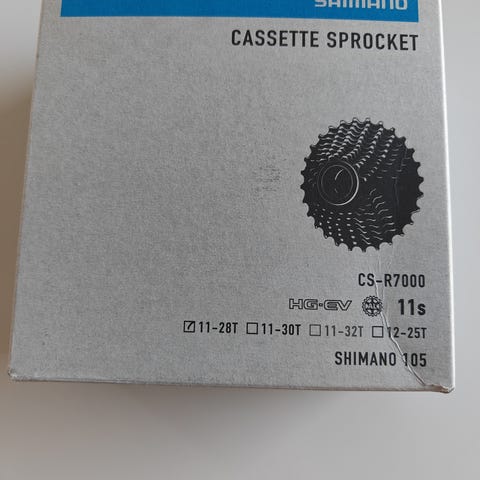 SHIMANO
CASSETTE SPROCKET
CS-R7000
HG-EV 11s
☑11-28T ☐11-30T ☐11-32T ☐12-25T
SHIMANO 105